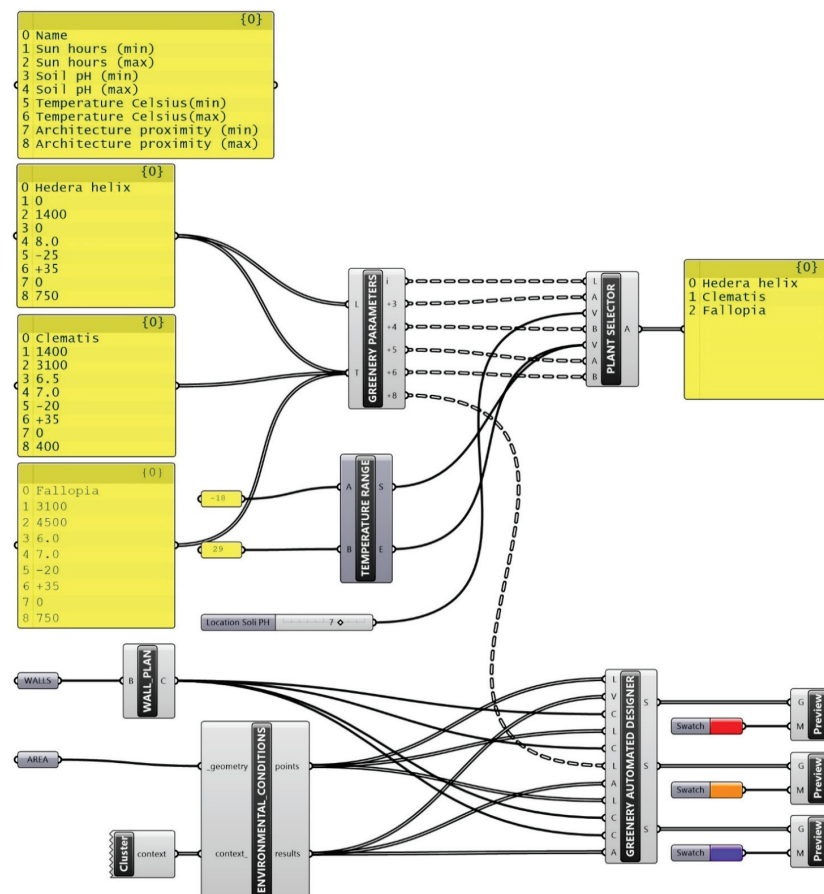 {0}
0 Name
1 Sun hours (min)
2 Sun hours (max)
3 Soil pH (min)
4 Soil pH (max)
5 Temperature Celsius(min)
6 Temperature Celsius(max)
7 Architecture proximity (min)
8 Architecture proximity (max)
{0}
0 Hedera helix
1 0
2 1400
3 0
4 8.0
5 -25
6 +35
7 0
8 750
{0}
0 Clematis
1 1400
2 3100
3 6.5
4 7.0
5 -20
6 +35
7 0
8 400
{0}
0 Fallopia
1 3100
2 4500
3 6.0
4 7.0
5 -20
6 +35
7 0
8 750
L
T
GREENERY PARAMETERS
i
+3
+4
+5
+6
+8
L
A
V
B
V
A
B
PLANT SELECTOR
A
{0}
0 Hedera helix
1 Clematis
2 Fallopia
-18
29
A
B
TEMPERATURE RANGE
S
E
Location Soli PH
7
WALLS
B
WALL_PLAN
C
AREA
_geometry
context_
ENVIRONMENTAL_CONDITIONS
points
results
Cluster
context
L
V
C
L
C
L
A
L
C
C
A
GREENERY AUTOMATED DESIGNER
S
S
S
Swatch
G
M
Preview
Swatch
G
M
Preview
Swatch
G
M
Preview